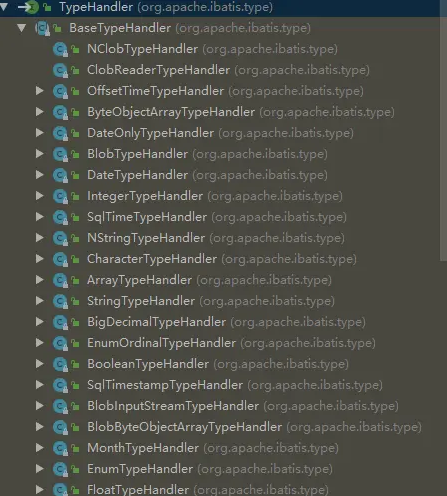 TypeHandler (org.apache.ibatis.type)
BaseTypeHandler (org.apache.ibatis.type)
NClobTypeHandler (org.apache.ibatis.type)
ClobReaderTypeHandler (org.apache.ibatis.type)
OffsetTimeTypeHandler (org.apache.ibatis.type)
ByteObjectArrayTypeHandler (org.apache.ibatis.type)
DateOnlyTypeHandler (org.apache.ibatis.type)
BlobTypeHandler (org.apache.ibatis.type)
DateTypeHandler (org.apache.ibatis.type)
IntegerTypeHandler (org.apache.ibatis.type)
SqlTimeTypeHandler (org.apache.ibatis.type)
NStringTypeHandler (org.apache.ibatis.type)
CharacterTypeHandler (org.apache.ibatis.type)
ArrayTypeHandler (org.apache.ibatis.type)
StringTypeHandler (org.apache.ibatis.type)
BigDecimalTypeHandler (org.apache.ibatis.type)
EnumOrdinalTypeHandler (org.apache.ibatis.type)
BooleanTypeHandler (org.apache.ibatis.type)
SqlTimestampTypeHandler (org.apache.ibatis.type)
BlobInputStreamTypeHandler (org.apache.ibatis.type)
BlobByteObjectArrayTypeHandler (org.apache.ibatis.type)
MonthTypeHandler (org.apache.ibatis.type)
EnumTypeHandler (org.apache.ibatis.type)
FloatTypeHandler (org.apache.ibatis.type)